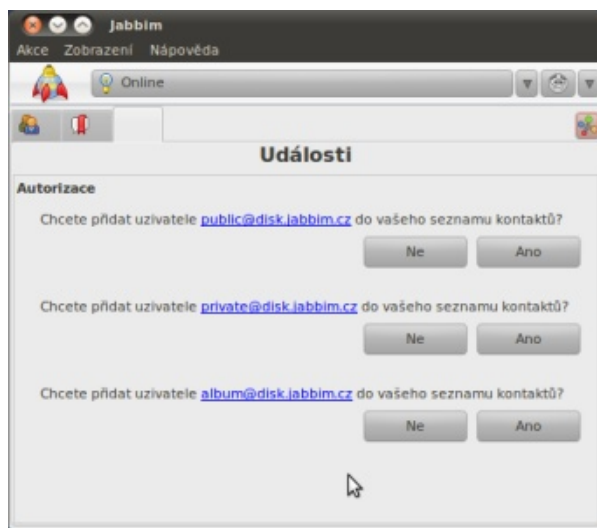 Jabbim
Akce Zobrazení Nápověda
Online
Události
Autorizace
Chcete přidat uzivatele public@disk.jabbim.cz do vašeho seznamu kontaktů?
Ne Ano
Chcete přidat uzivatele private@disk.jabbim.cz do vašeho seznamu kontaktů?
Ne Ano
Chcete přidat uzivatele album@disk.jabbim.cz do vašeho seznamu kontaktů?
Ne Ano